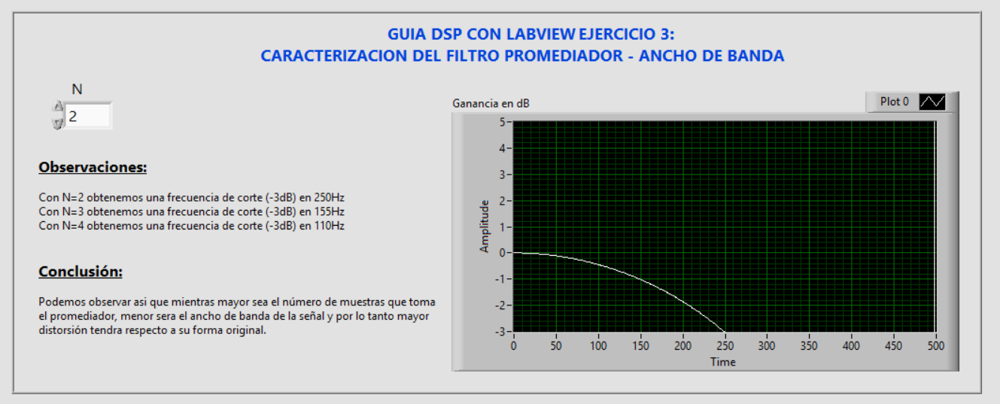 GUIA DSP CON LABVIEW EJERCICIO 3:
CARACTERIZACION DEL FILTRO PROMEDIADOR - ANCHO DE BANDA
N
2
Observaciones:
Con N=2 obtenemos una frecuencia de corte (-3dB) en 250Hz
Con N=3 obtenemos una frecuencia de corte (-3dB) en 155Hz
Con N=4 obtenemos una frecuencia de corte (-3dB) en 110Hz
Conclusión:
Podemos observar asi que mientras mayor sea el número de muestras que toma
el promediador, menor sera el ancho de banda de la señal y por lo tanto mayor
distorsión tendra respecto a su forma original.
Ganancia en dB
Plot 0
Amplitude
5
4
3
2
1
0
-1
-2
-3
0 50 100 150 200 250 300 350 400 450 500
Time